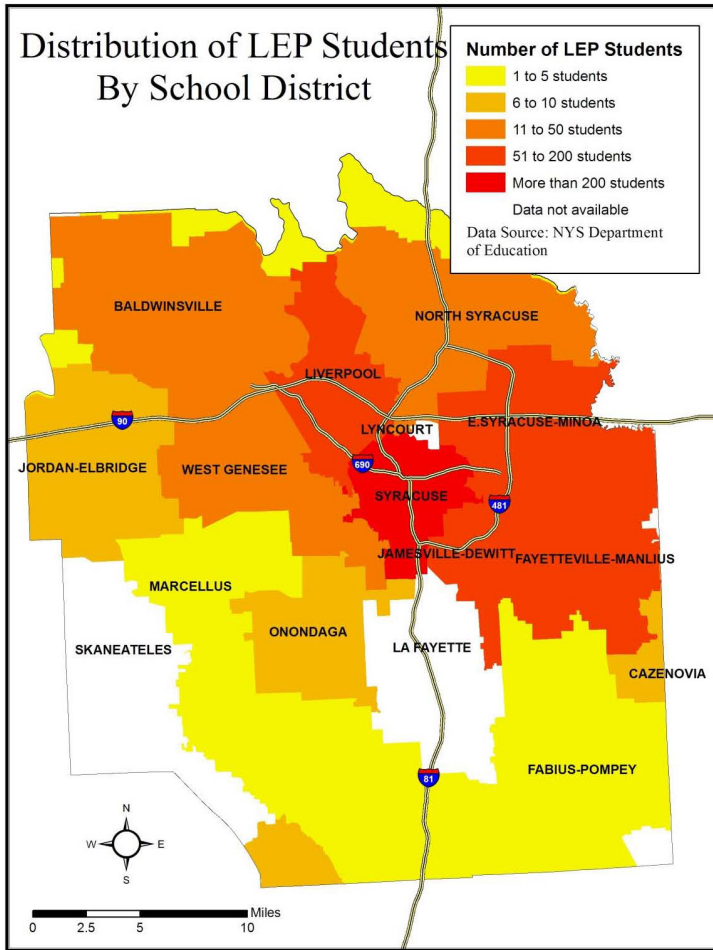 Distribution of LEP Students
By School District
Number of LEP Students
1 to 5 students
6 to 10 students
11 to 50 students
51 to 200 students
More than 200 students
Data not available
Data Source: NYS Department
of Education
BALDWINSVILLE
NORTH SYRACUSE
LIVERPOOL
90
LYNCOURT
E.SYRACUSE-MINOA
JORDAN-ELBRIDGE
WEST GENESEE
690
SYRACUSE
481
JAMESVILLE-DEWITT
FAYETTEVILLE-MANLIUS
MARCELLUS
ONONDAGA
SKANEATELES
LA FAYETTE
CAZENOVIA
FABIUS-POMPEY
81
N
W
E
S
Miles
0 2.5 5 10